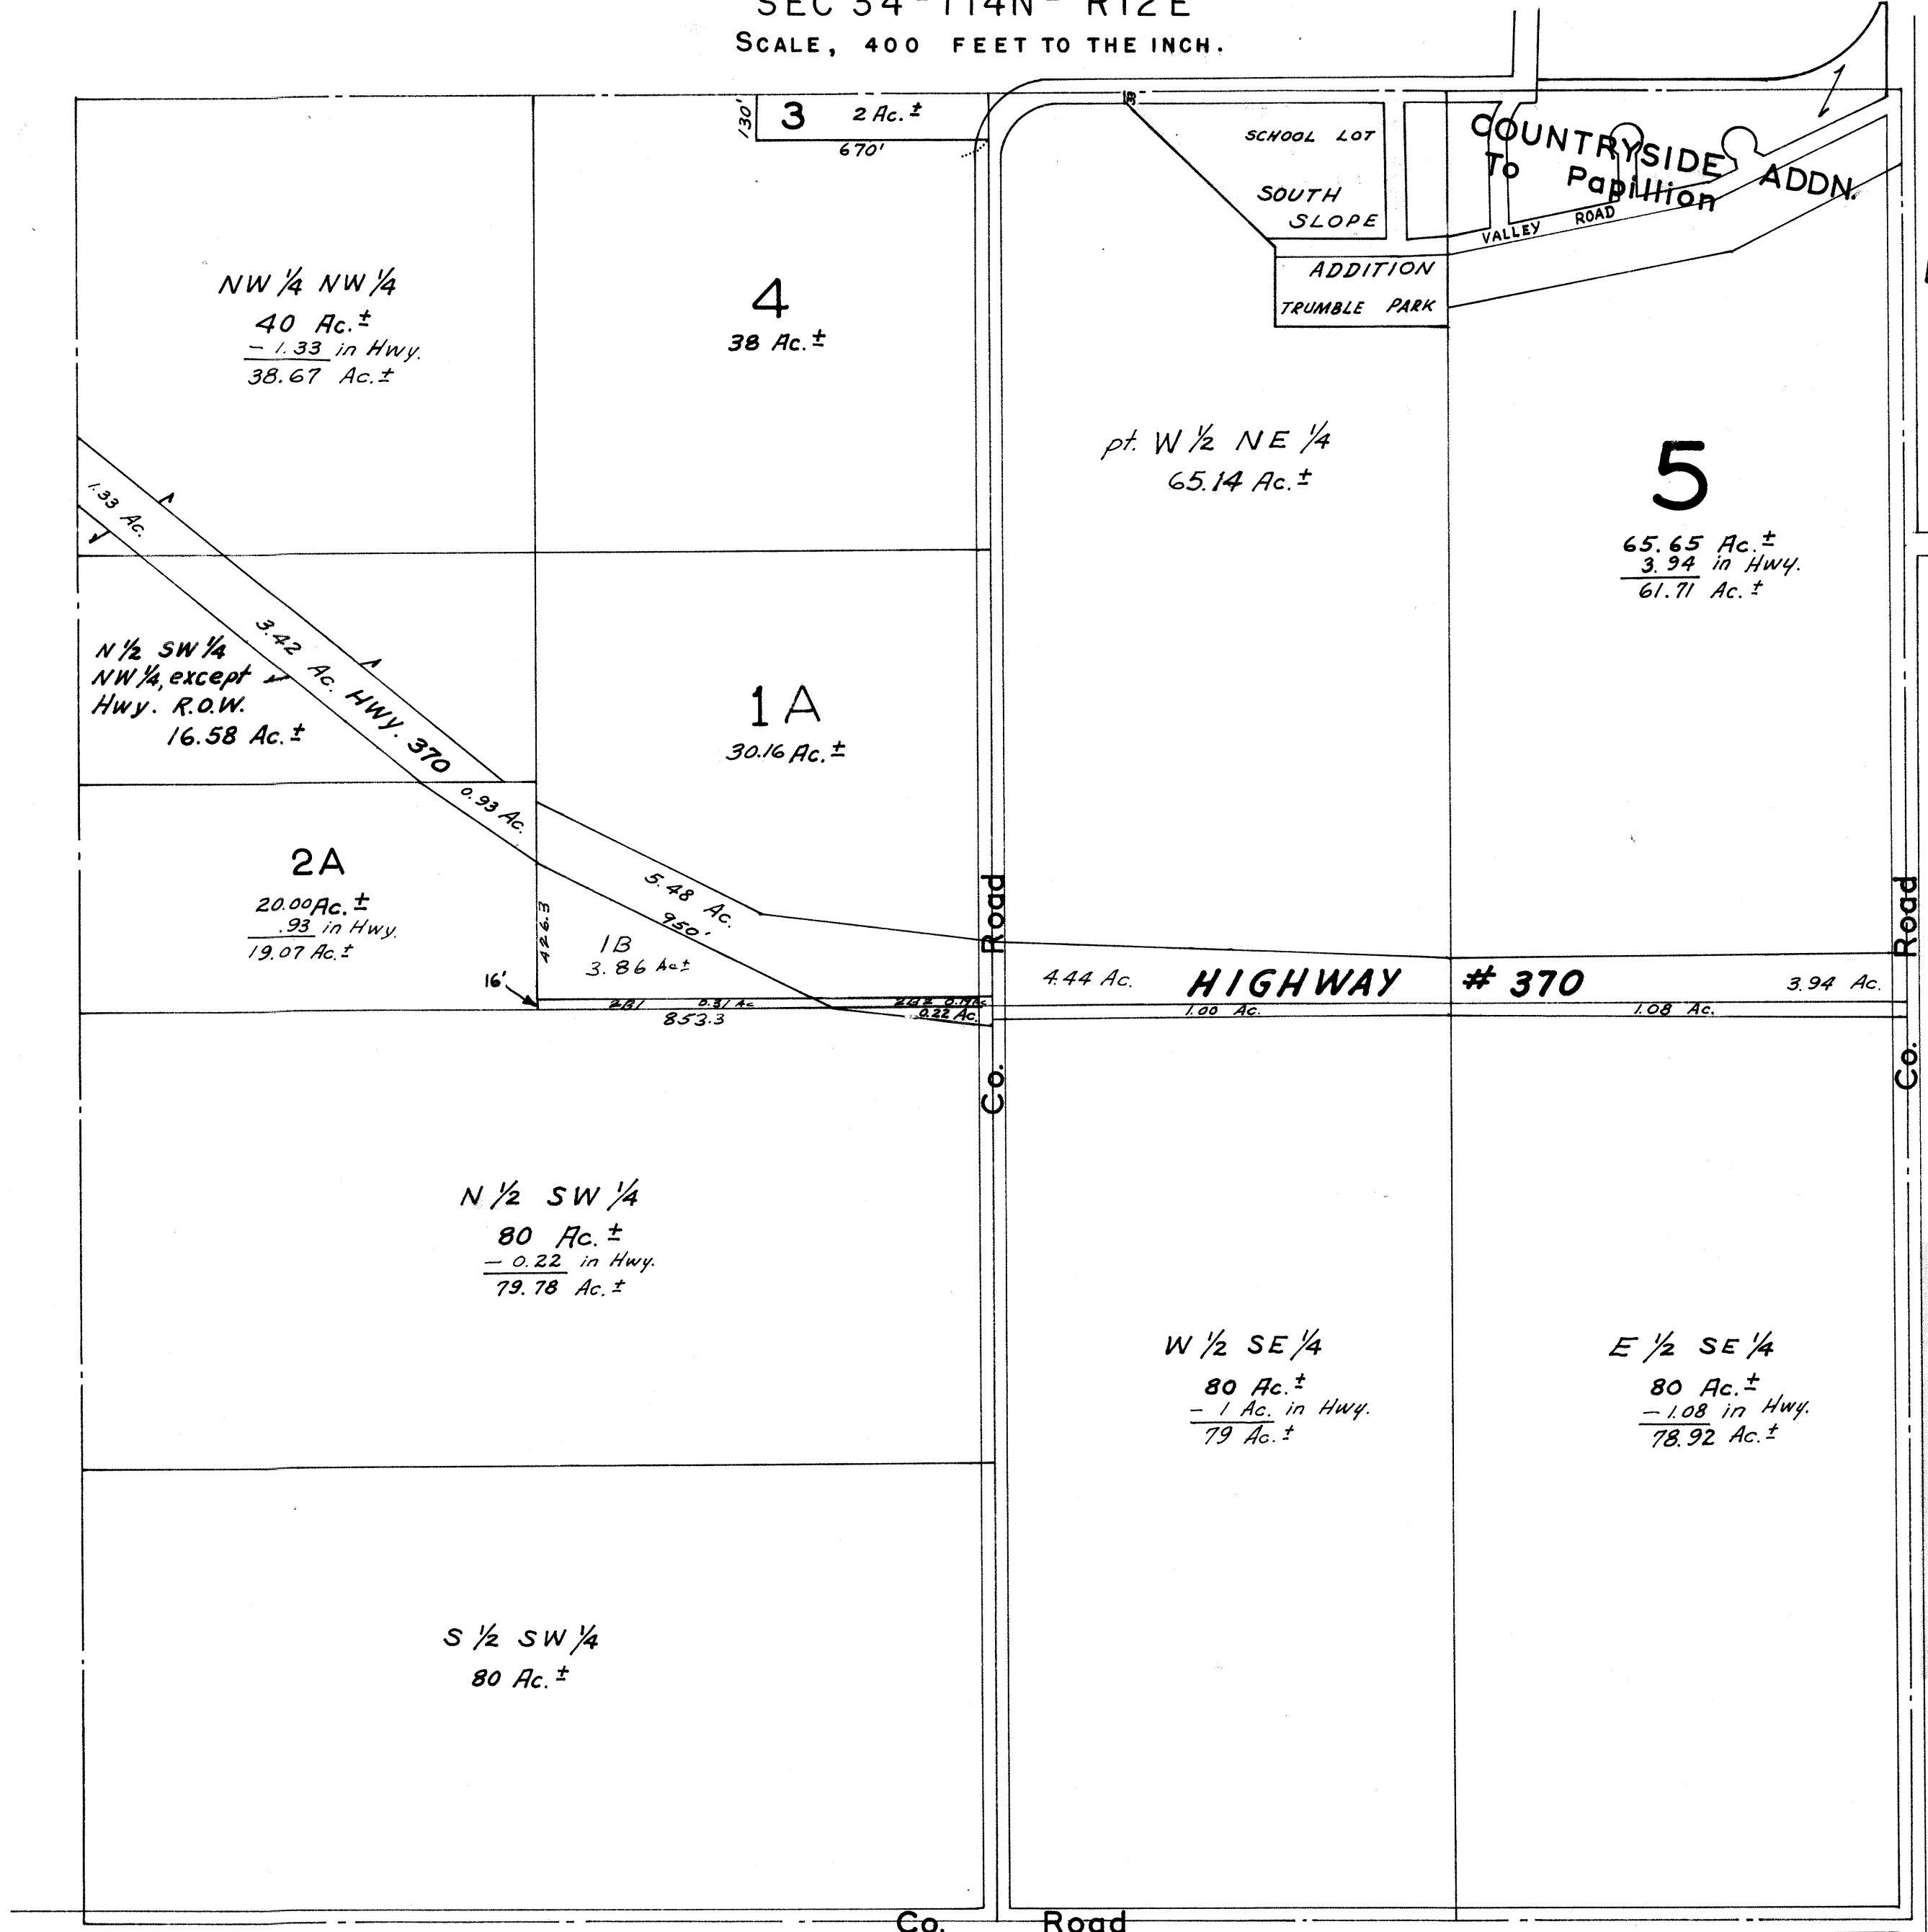 SEC 34-T14N- R12E
SCALE, 400 FEET TO THE INCH.
130'
3 2 Ac.±
670'
33
SCHOOL LOT
SOUTH
SLOPE
ADDITION
TRUMBLE PARK
COUNTRYSIDE ADDN.
To Papillion
VALLEY ROAD
NW ¼ NW ¼
40 Ac.±
- 1.33 in Hwy.
38.67 Ac.±
4
38 Ac.±
pt. W ½ NE ¼
65.14 Ac.±
5
65.65 Ac.±
3.94 in Hwy.
61.71 Ac.±
1.33 Ac.
3.42 Ac. HWY. 370
N ½ SW ¼
NW ¼, except
Hwy. R.O.W.
16.58 Ac.±
1A
30.16 Ac.±
0.93 Ac.
2A
20.00 Ac.±
.93 in Hwy.
19.07 Ac.±
5.48 Ac.
950'
426.3
1B
3.86 Ac±
16'
2B1 0.31 Ac
0.22 Ac.
853.3
Co. Road
4.44 Ac.
HIGHWAY # 370
3.94 Ac.
1.00 Ac.
1.08 Ac.
Co. Road
N ½ SW ¼
80 Ac.±
- 0.22 in Hwy.
79.78 Ac.±
W ½ SE ¼
80 Ac.±
- 1 Ac. in Hwy.
79 Ac.±
E ½ SE ¼
80 Ac.±
- 1.08 in Hwy.
78.92 Ac.±
S ½ SW ¼
80 Ac.±
Co. Road